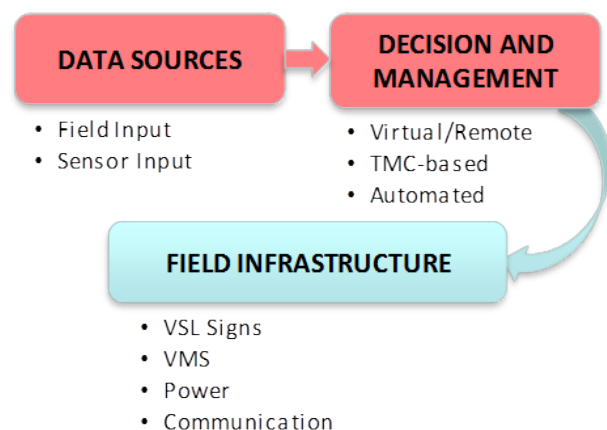 DATA SOURCES
• Field Input
• Sensor Input
DECISION AND
MANAGEMENT
• Virtual/Remote
• TMC-based
• Automated
FIELD INFRASTRUCTURE
• VSL Signs
• VMS
• Power
• Communication